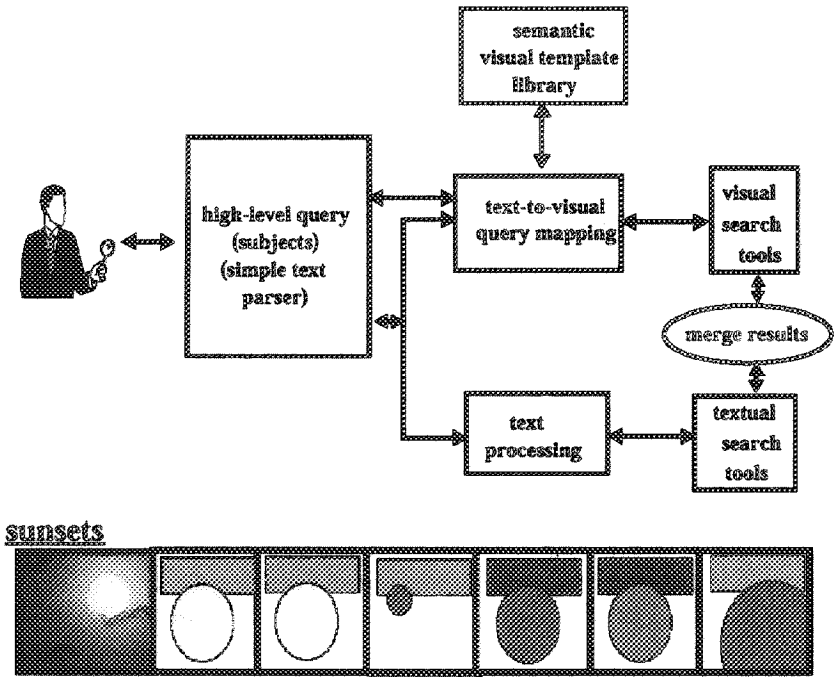 semantic
visual template
library
high-level query
(subjects)
(simple text
parser)
text-to-visual
query mapping
visual
search
tools
merge results
text
processing
textual
search
tools
sunsets